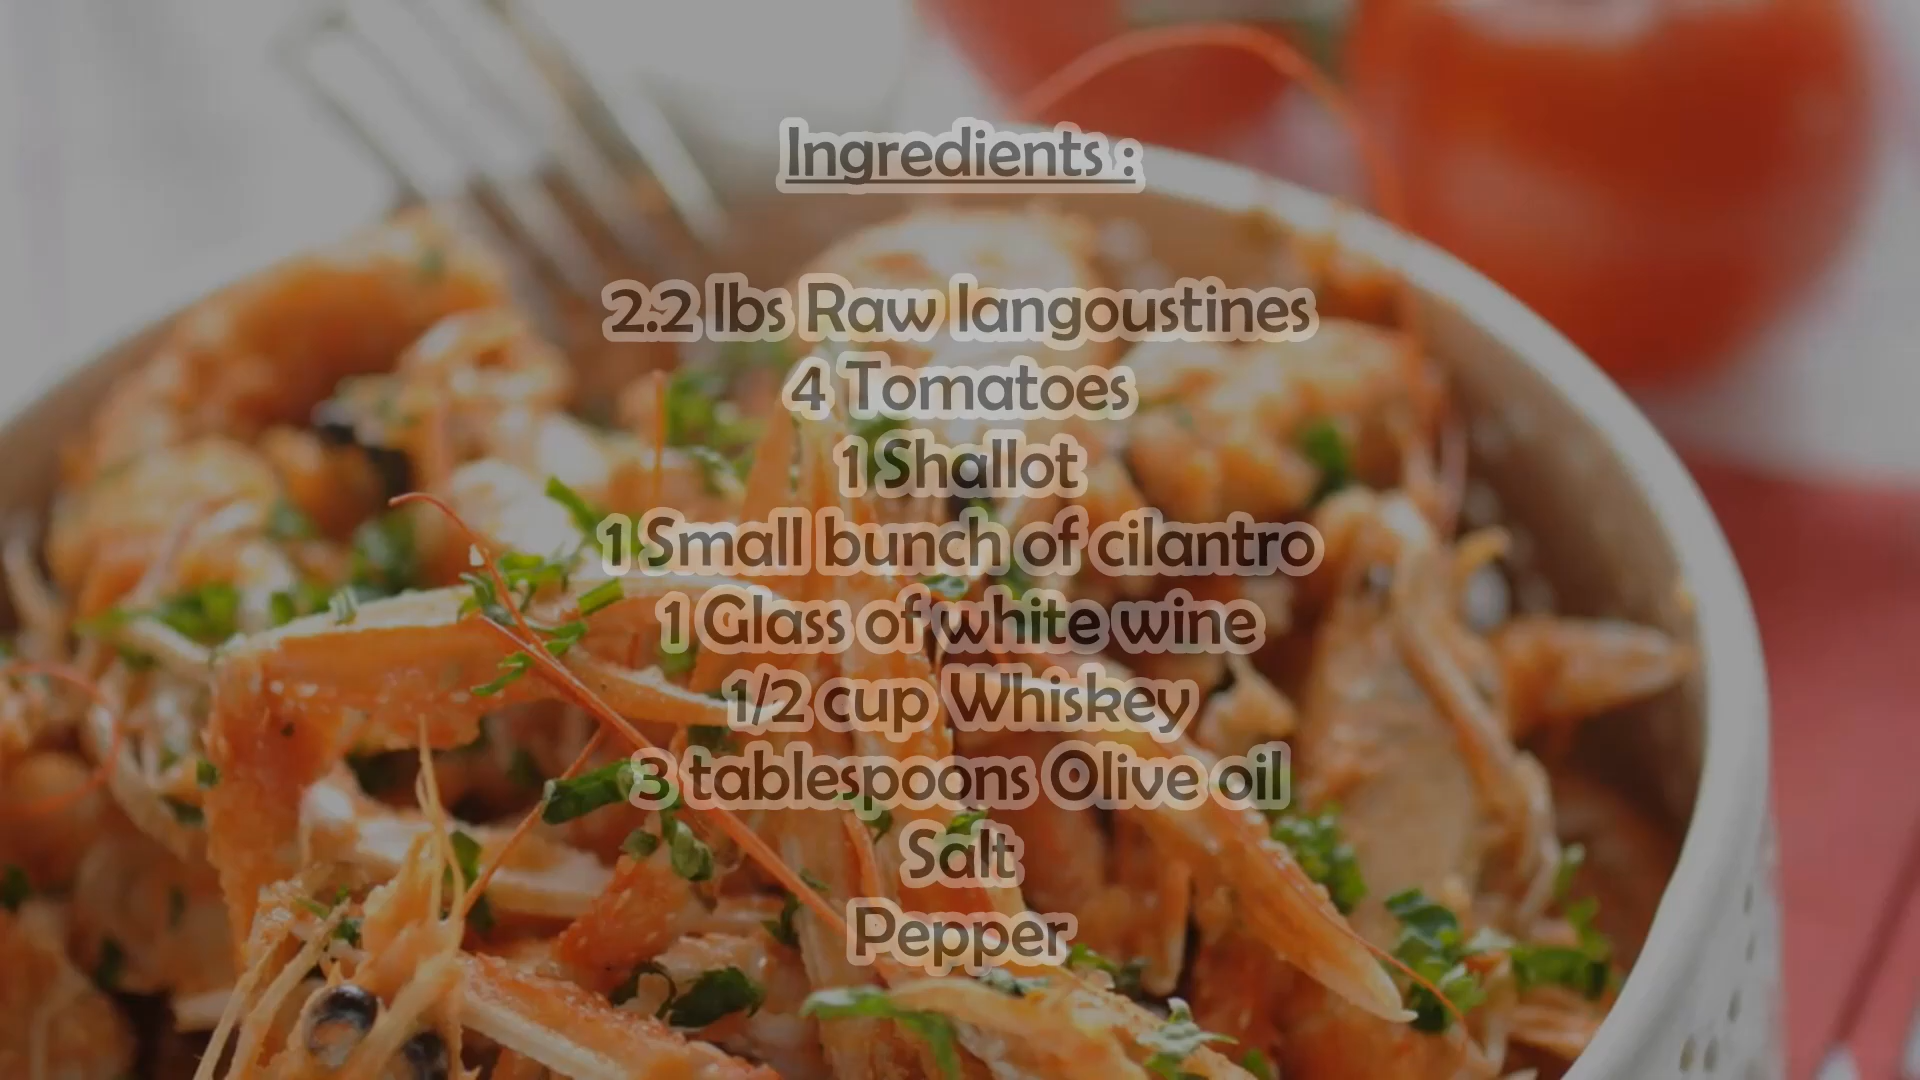 Ingredients :
2.2 lbs Raw langoustines
4 Tomatoes
1 Shallot
1 Small bunch of cilantro
1 Glass of white wine
1/2 cup Whiskey
3 tablespoons Olive oil
Salt
Pepper